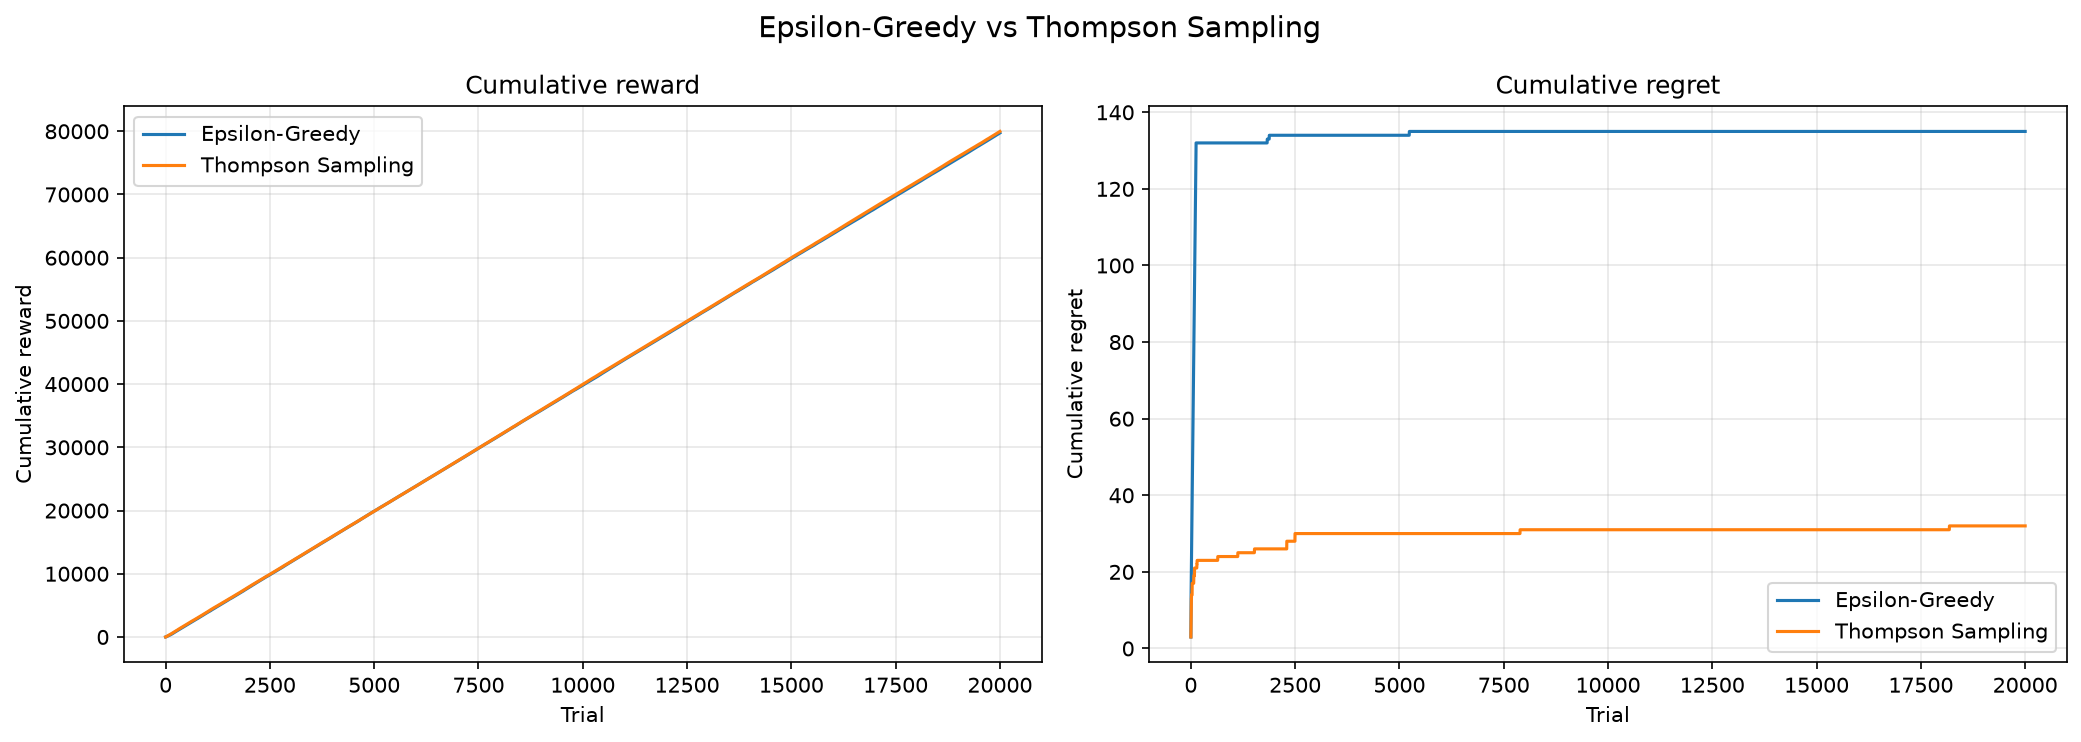 Epsilon-Greedy vs Thompson Sampling
Cumulative reward
Epsilon-Greedy
Thompson Sampling
Cumulative reward
80000
70000
60000
50000
40000
30000
20000
10000
0
0 2500 5000 7500 10000 12500 15000 17500 20000
Trial
Cumulative regret
Cumulative regret
140
120
100
80
60
40
20
0
Epsilon-Greedy
Thompson Sampling
0 2500 5000 7500 10000 12500 15000 17500 20000
Trial